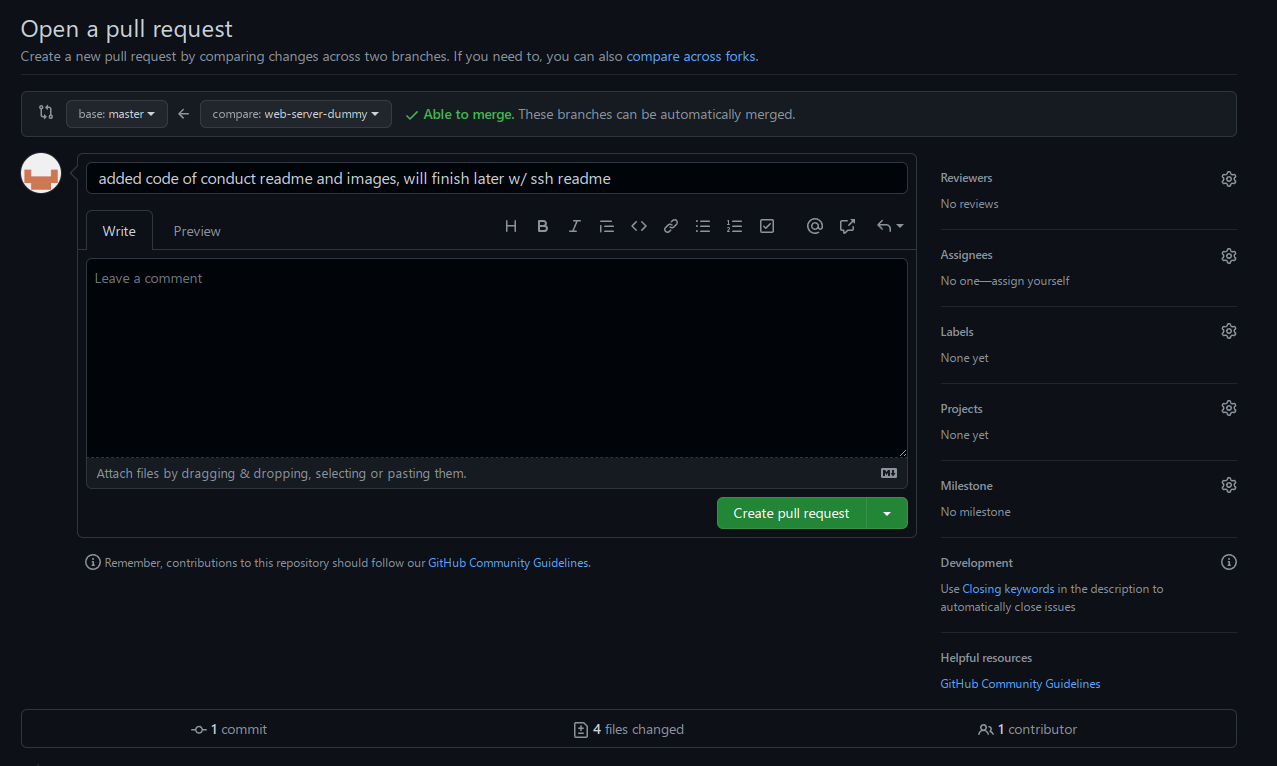 Open a pull request
Create a new pull request by comparing changes across two branches. If you need to, you can also compare across forks.
base: master
compare: web-server-dummy
Able to merge. These branches can be automatically merged.
added code of conduct readme and images, will finish later w/ ssh readme
Write
Preview
Leave a comment
Attach files by dragging & dropping, selecting or pasting them.
Create pull request
Remember, contributions to this repository should follow our GitHub Community Guidelines.
Reviewers
No reviews
Assignees
No one—assign yourself
Labels
None yet
Projects
None yet
Milestone
No milestone
Development
Use Closing keywords in the description to
automatically close issues
Helpful resources
GitHub Community Guidelines
1 commit
4 files changed
1 contributor